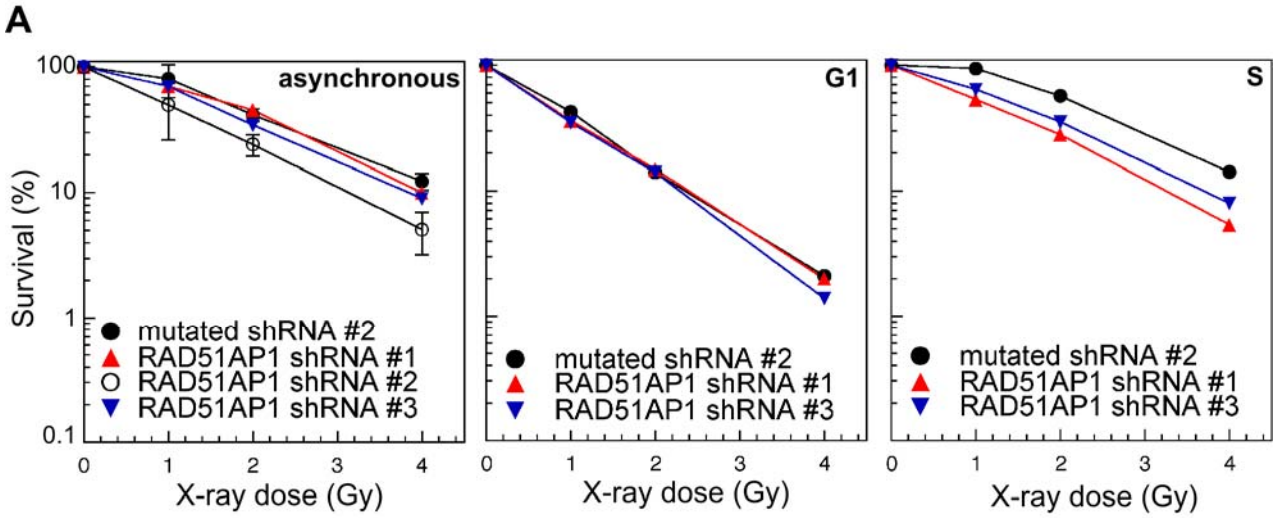 A
asynchronous
G1
S
Survival (%)
100
10
1
0.1
mutated shRNA #2
RAD51AP1 shRNA #1
RAD51AP1 shRNA #2
RAD51AP1 shRNA #3
0 1 2 3 4
X-ray dose (Gy)
mutated shRNA #2
RAD51AP1 shRNA #1
RAD51AP1 shRNA #3
0 1 2 3 4
X-ray dose (Gy)
mutated shRNA #2
RAD51AP1 shRNA #1
RAD51AP1 shRNA #3
0 1 2 3 4
X-ray dose (Gy)